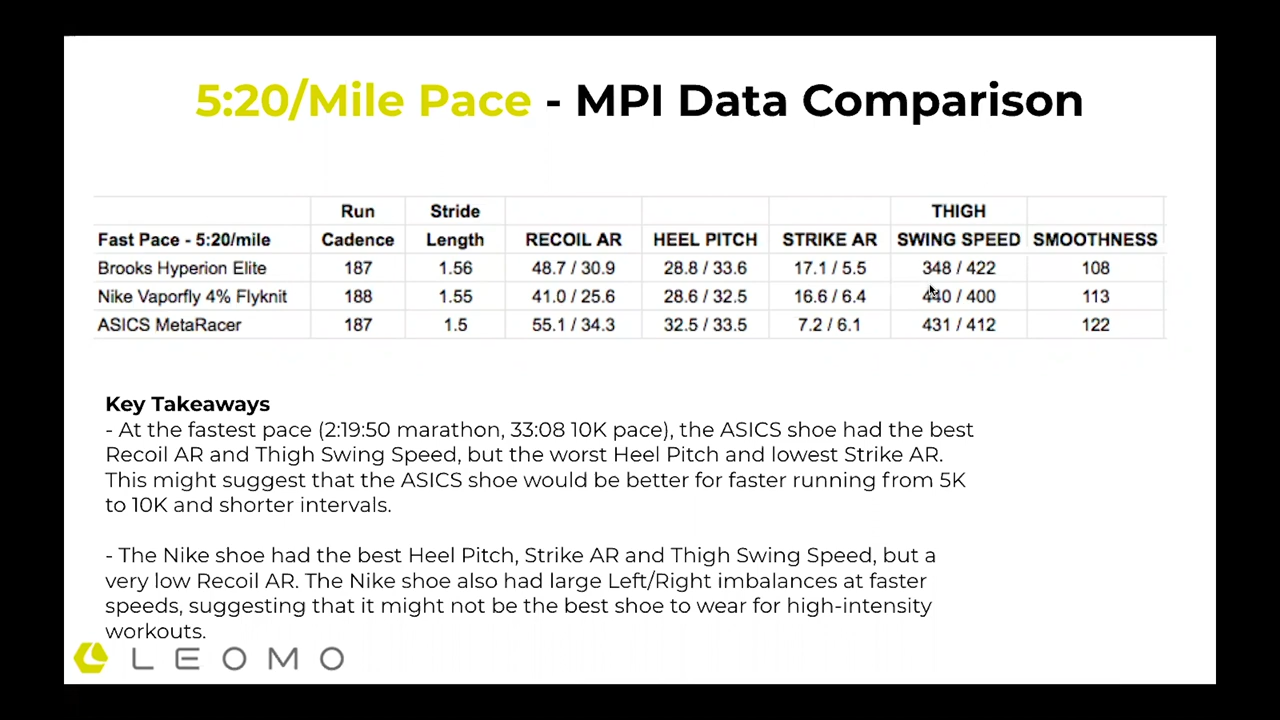 5:20/Mile Pace - MPI Data Comparison
Run Stride THIGH
Fast Pace - 5:20/mile Cadence Length RECOIL AR HEEL PITCH STRIKE AR SWING SPEED SMOOTHNESS
Brooks Hyperion Elite 187 1.56 48.7 / 30.9 28.8 / 33.6 17.1 / 5.5 348 / 422 108
Nike Vaporfly 4% Flyknit 188 1.55 41.0 / 25.6 28.6 / 32.5 16.6 / 6.4 440 / 400 113
ASICS MetaRacer 187 1.5 55.1 / 34.3 32.5 / 33.5 7.2 / 6.1 431 / 412 122
Key Takeaways
- At the fastest pace (2:19:50 marathon, 33:08 10K pace), the ASICS shoe had the best
Recoil AR and Thigh Swing Speed, but the worst Heel Pitch and lowest Strike AR.
This might suggest that the ASICS shoe would be better for faster running from 5K
to 10K and shorter intervals.
- The Nike shoe had the best Heel Pitch, Strike AR and Thigh Swing Speed, but a
very low Recoil AR. The Nike shoe also had large Left/Right imbalances at faster
speeds, suggesting that it might not be the best shoe to wear for high-intensity
workouts.
LEOMO